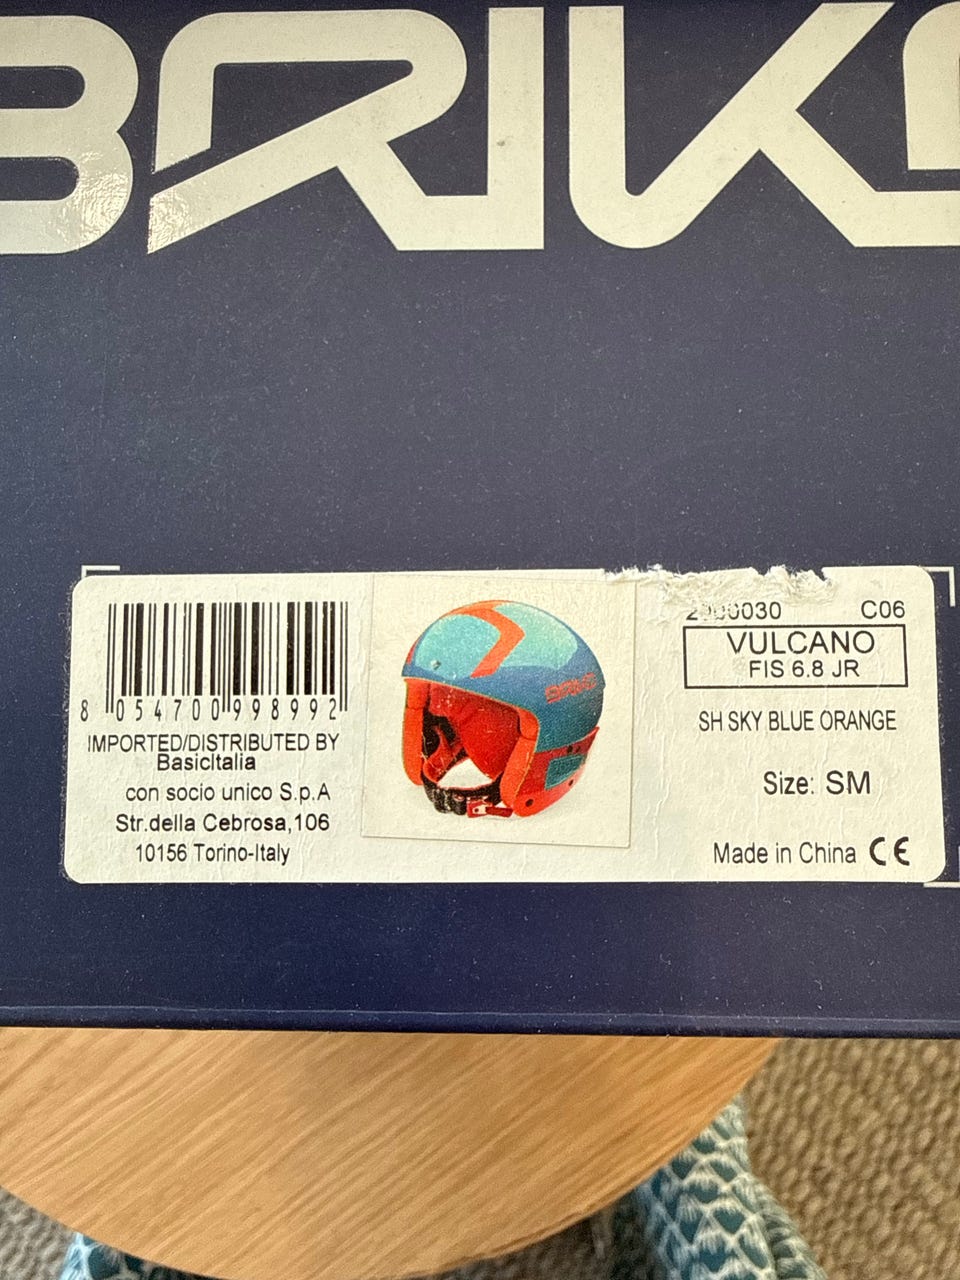 BRIKO
8 054700 998992
IMPORTED/DISTRIBUTED BY
BasicItalia
con socio unico S.p.A
Str.della Cebrosa,106
10156 Torino-Italy
BRIKO
C06
VULCANO
FIS 6.8 JR
SH SKY BLUE ORANGE
Size: SM
Made in China CE